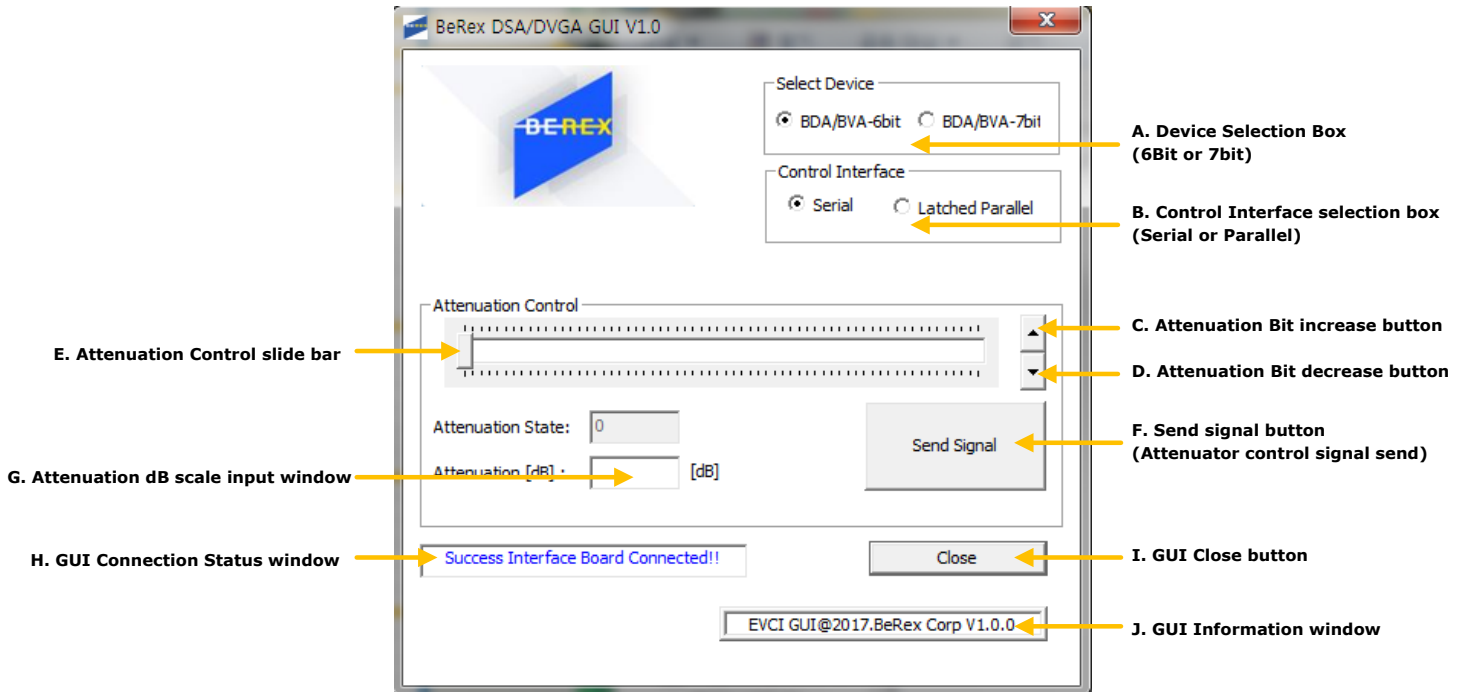 BeRex DSA/DVGA GUI V1.0
BEREX
Select Device
BDA/BVA-6bit BDA/BVA-7bit
A. Device Selection Box
(6Bit or 7bit)
Control Interface
Serial Latched Parallel
B. Control Interface selection box
(Serial or Parallel)
Attenuation Control
C. Attenuation Bit increase button
E. Attenuation Control slide bar
D. Attenuation Bit decrease button
Attenuation State: 0
Send Signal
F. Send signal button
(Attenuator control signal send)
G. Attenuation dB scale input window
Attenuation [dB] : [dB]
H. GUI Connection Status window
Success Interface Board Connected!!
Close
I. GUI Close button
EVCI GUI@2017.BeRex Corp V1.0.0
J. GUI Information window